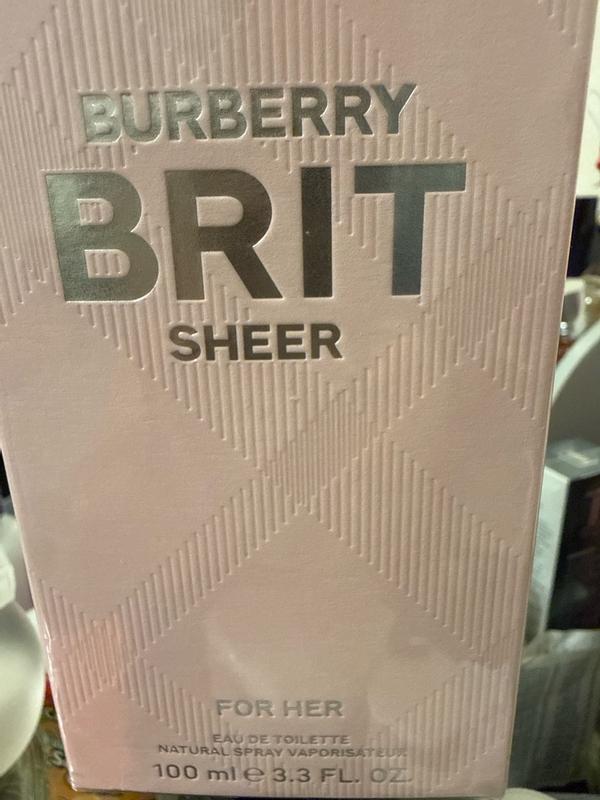 BURBERRY
BRIT
SHEER
FOR HER
EAU DE TOILETTE
NATURAL SPRAY VAPORISATEUR
100 ml ℮ 3.3 FL. OZ.